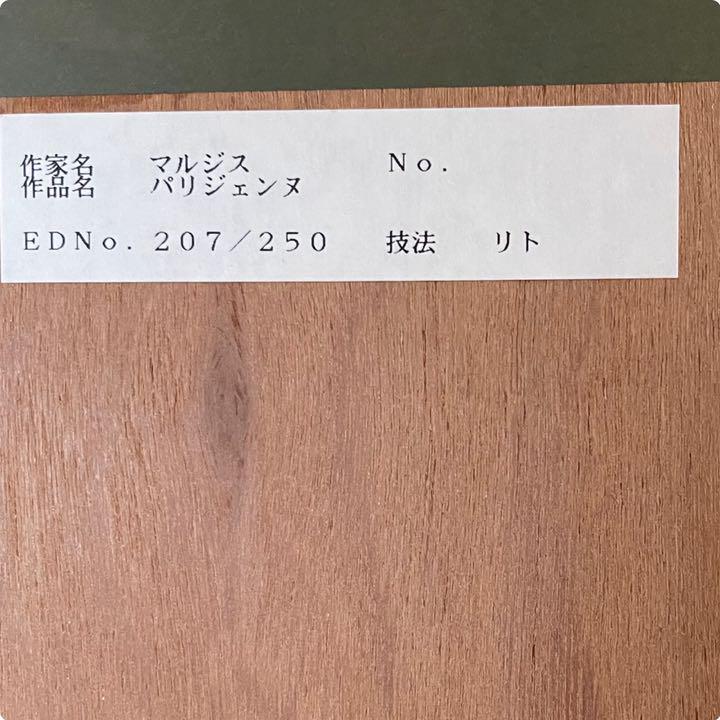 作家名 マルジス No.
作品名 パリジェンヌ
EDNo. 207/250 技法 リト